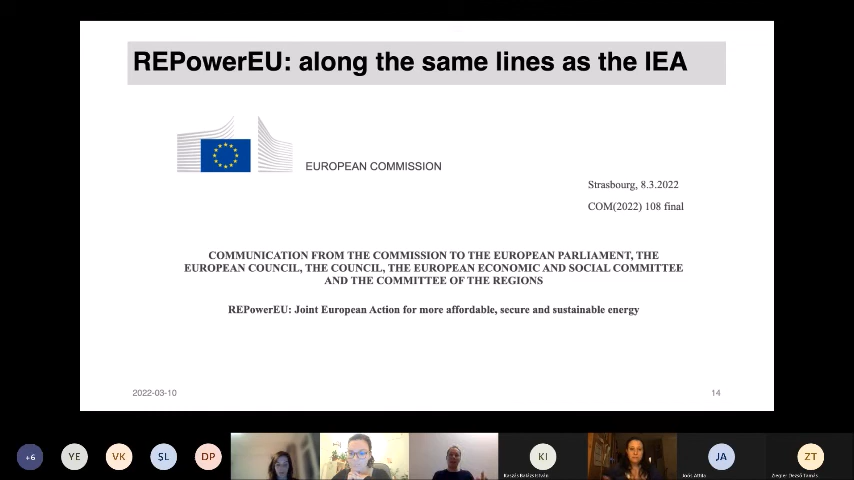 REPowerEU: along the same lines as the IEA
EUROPEAN COMMISSION
Strasbourg, 8.3.2022
COM(2022) 108 final
COMMUNICATION FROM THE COMMISSION TO THE EUROPEAN PARLIAMENT, THE
EUROPEAN COUNCIL, THE COUNCIL, THE EUROPEAN ECONOMIC AND SOCIAL COMMITTEE
AND THE COMMITTEE OF THE REGIONS
REPowerEU: Joint European Action for more affordable, secure and sustainable energy
2022-03-10
14
+6
YE
VK
SL
DP
KI
JA
ZT
Ziegler Dezső Tamás